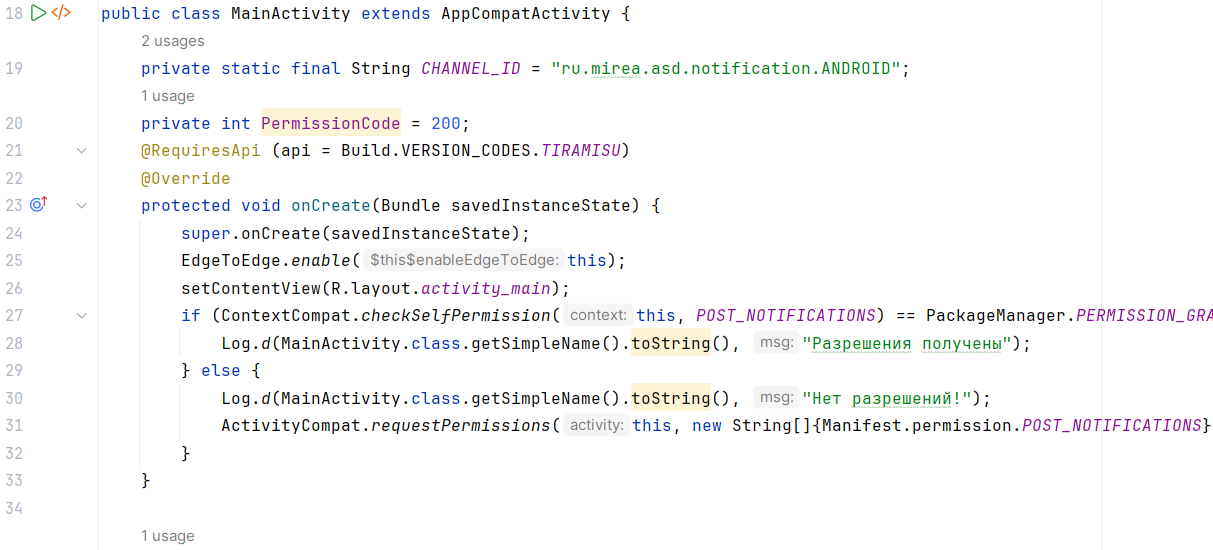 18 public class MainActivity extends AppCompatActivity {
2 usages
19 private static final String CHANNEL_ID = "ru.mirea.asd.notification.ANDROID";
1 usage
20 private int PermissionCode = 200;
21 @RequiresApi (api = Build.VERSION_CODES.TIRAMISU)
22 @Override
23 protected void onCreate(Bundle savedInstanceState) {
24 super.onCreate(savedInstanceState);
25 EdgeToEdge.enable( $this$enableEdgeToEdge: this);
26 setContentView(R.layout.activity_main);
27 if (ContextCompat.checkSelfPermission( context: this, POST_NOTIFICATIONS) == PackageManager.PERMISSION_GRA
28 Log.d(MainActivity.class.getSimpleName().toString(), msg: "Разрешения получены");
29 } else {
30 Log.d(MainActivity.class.getSimpleName().toString(), msg: "Нет разрешений!");
31 ActivityCompat.requestPermissions( activity: this, new String[]{Manifest.permission.POST_NOTIFICATIONS}
32 }
33 }
34
1 usage